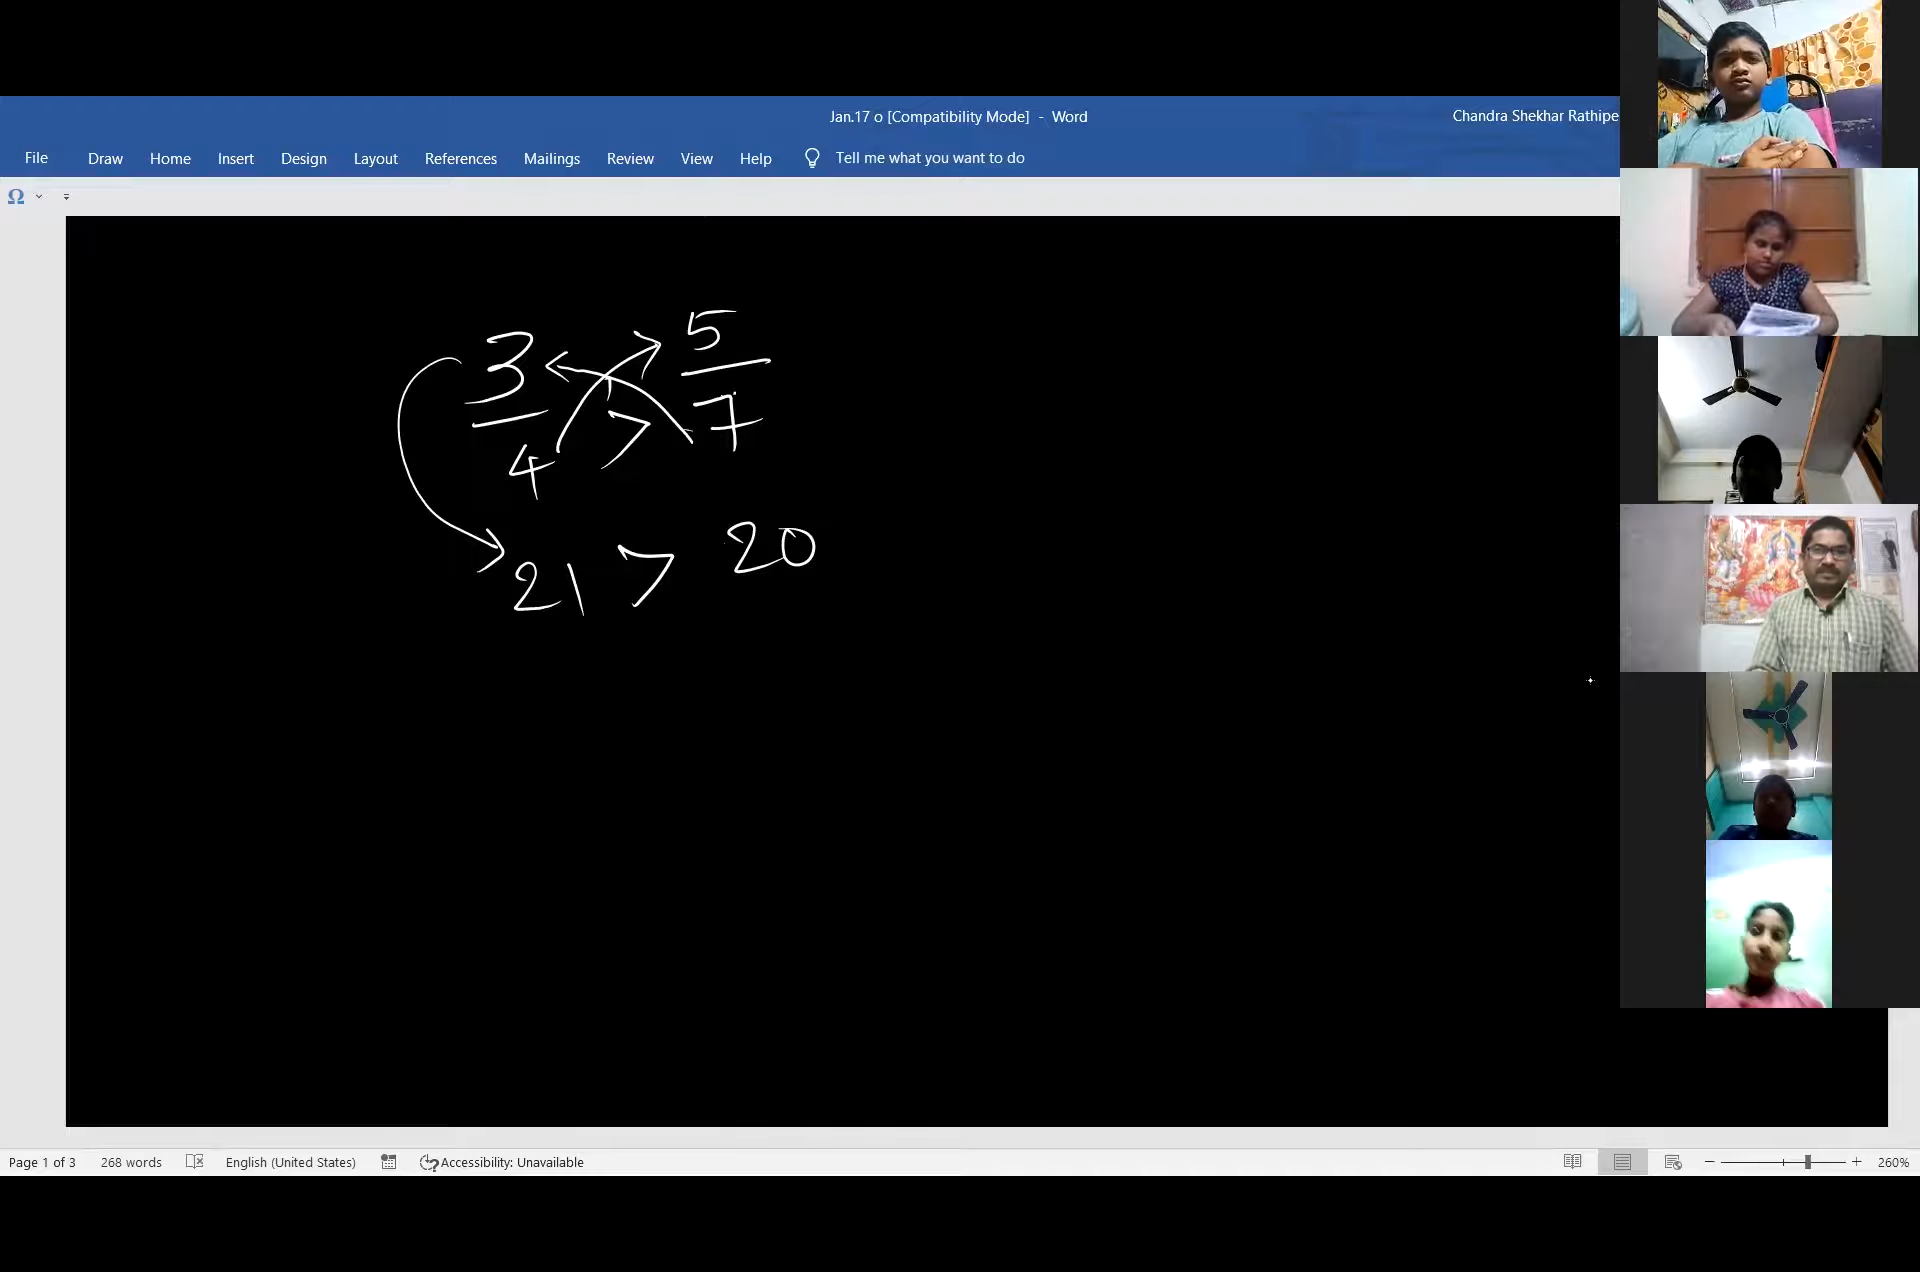 Jan.17 o [Compatibility Mode] - Word
Chandra Shekhar Rathipe
File Draw Home Insert Design Layout References Mailings Review View Help Tell me what you want to do
Ω
3/4 > 5/7
21 > 20
Page 1 of 3 268 words English (United States) Accessibility: Unavailable 260%